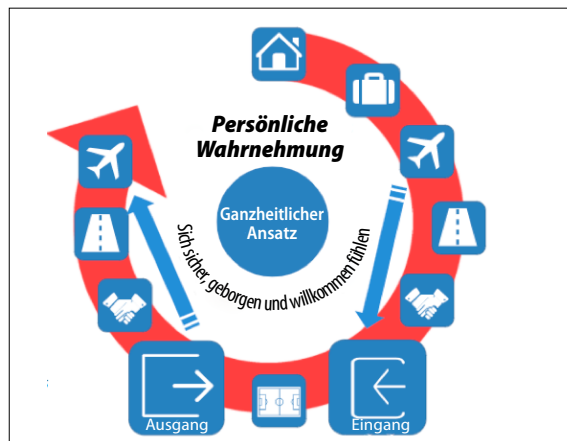 Persönliche
Wahrnehmung
Ganzheitlicher
Ansatz
Sich sicher, geborgen und willkommen fühlen
Ausgang
Eingang